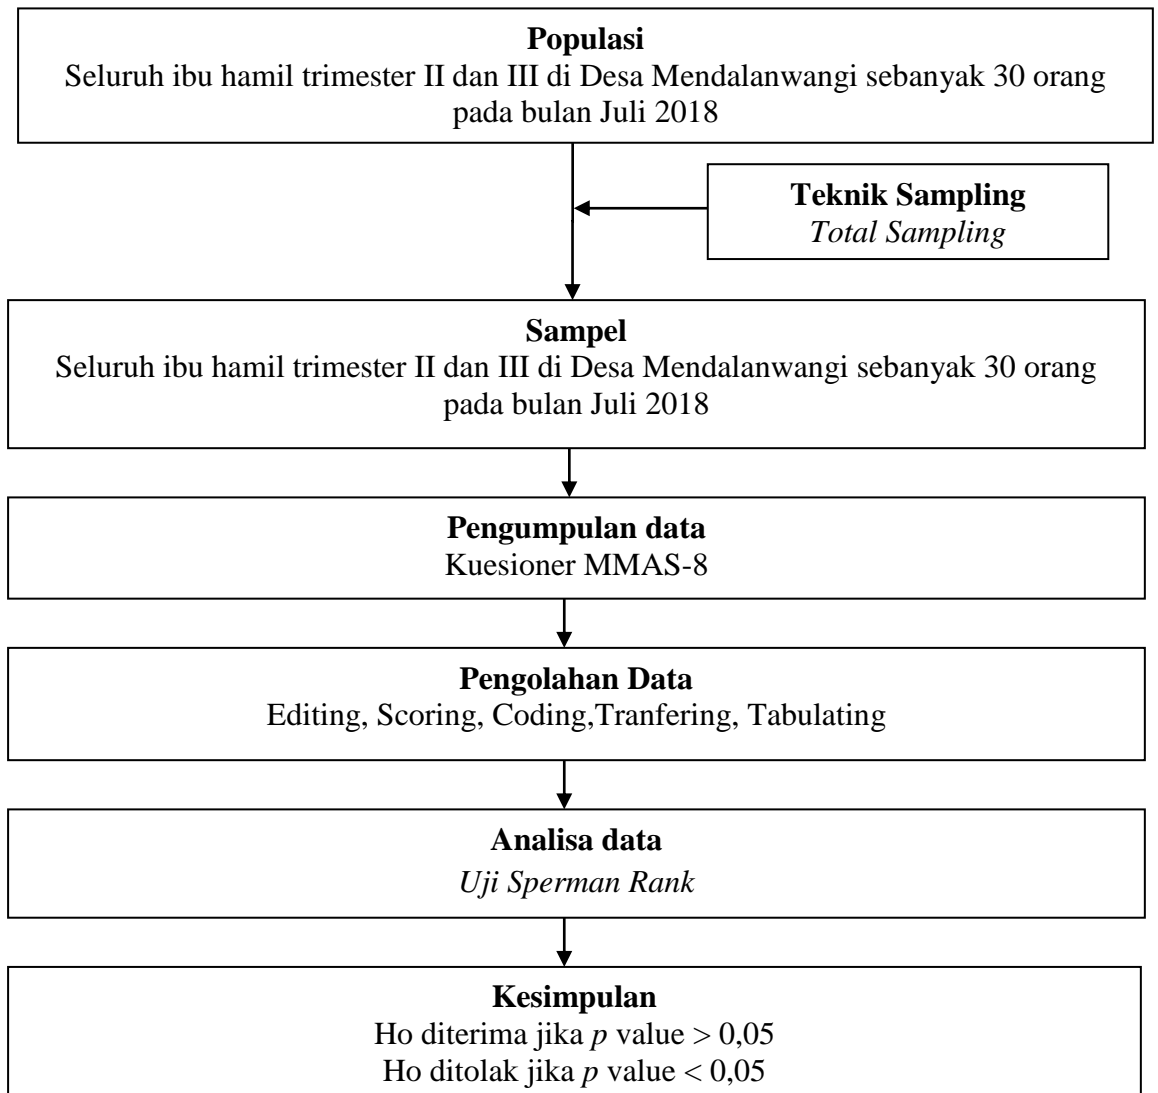 Populasi
Seluruh ibu hamil trimester II dan III di Desa Mendalanwangi sebanyak 30 orang
pada bulan Juli 2018
Teknik Sampling
Total Sampling
Sampel
Seluruh ibu hamil trimester II dan III di Desa Mendalanwangi sebanyak 30 orang
pada bulan Juli 2018
Pengumpulan data
Kuesioner MMAS-8
Pengolahan Data
Editing, Scoring, Coding,Tranfering, Tabulating
Analisa data
Uji Sperman Rank
Kesimpulan
Ho diterima jika p value > 0,05
Ho ditolak jika p value < 0,05